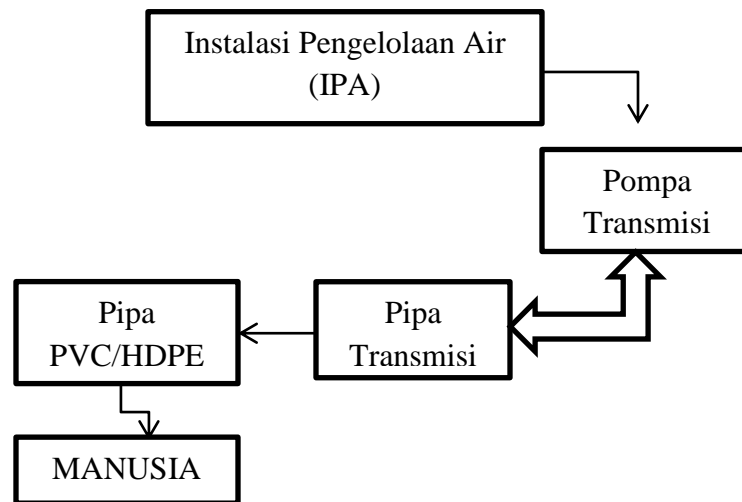 Instalasi Pengelolaan Air
(IPA)
Pompa
Transmisi
Pipa
Transmisi
Pipa
PVC/HDPE
MANUSIA